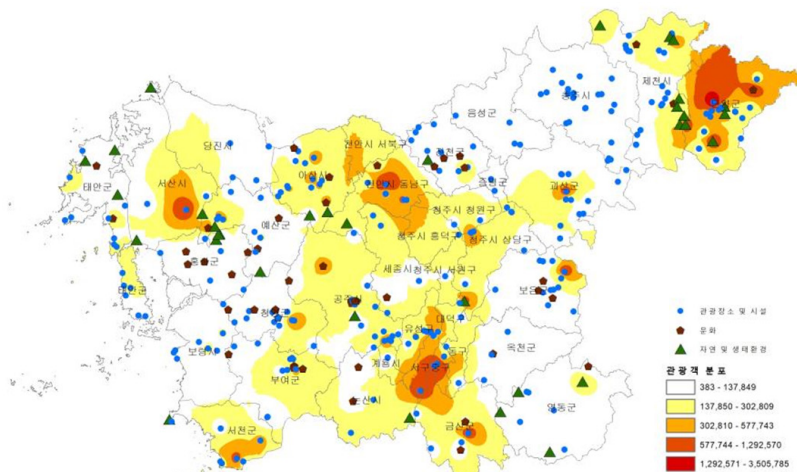 제천시
단양군
충주시
음성군
당진시
천안시 서북구
진천군
태안군
서산시
아산시
천안시 동남구
증평군
괴산군
예산군
청주시 청원구
청주시 흥덕구
청주시 상당구
홍성군
세종시
청주시 서원구
태안군
공주시
보은군
청양군
대덕구
유성구
보령시
동구
옥천군
계룡시
서구
중구
부여군
논산시
영동군
서천군
금산군
관광장소 및 시설
문화
자연 및 생태환경
관광객 분포
383 - 137,849
137,850 - 302,809
302,810 - 577,743
577,744 - 1,292,570
1,292,571 - 3,505,785